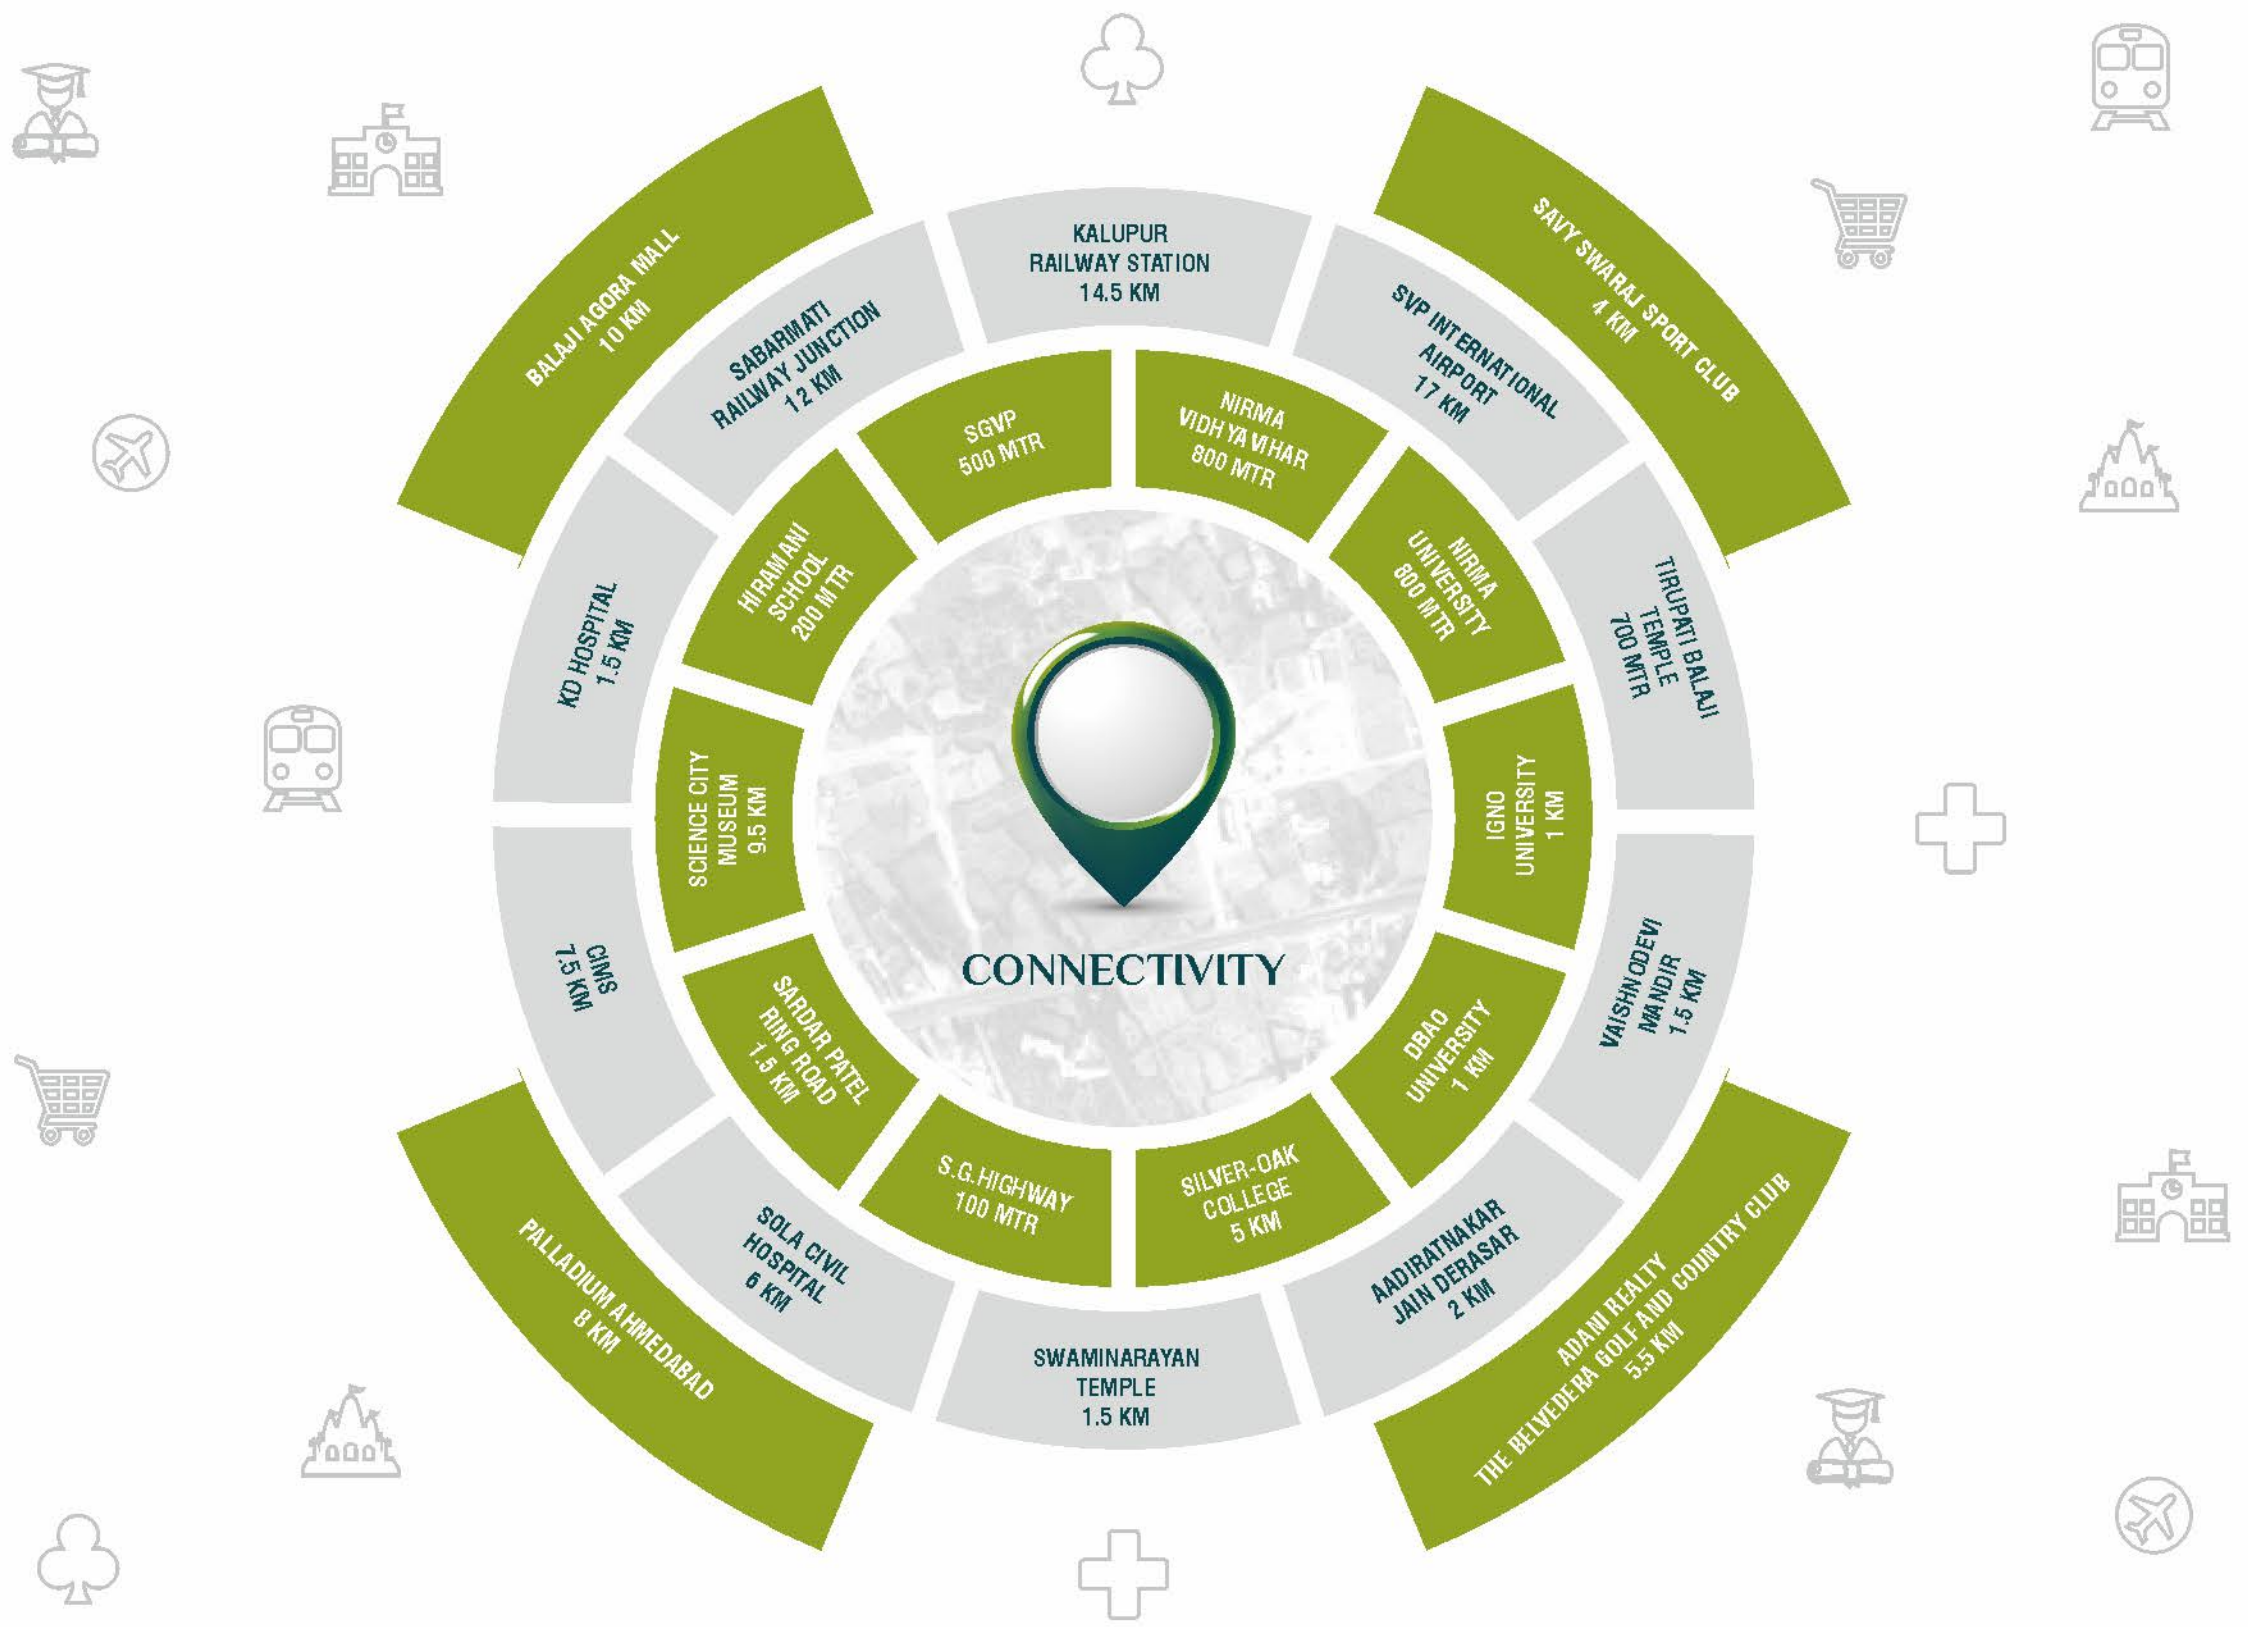 BALAJI AGORA MALL
10 KM
SAVY SWARAJ SPORT CLUB
4 KM
KALUPUR
RAILWAY STATION
14.5 KM
SABARMATI
RAILWAY JUNCTION
12 KM
SVP INTERNATIONAL
AIRPORT
17 KM
SGVP
500 MTR
NIRMA
VIDHYA VIHAR
800 MTR
HIRAMANI
SCHOOL
200 MTR
NIRMA
UNIVERSITY
800 MTR
KD HOSPITAL
1.5 KM
TIRUPATI BALAJI
TEMPLE
700 MTR
SCIENCE CITY
MUSEUM
9.5 KM
IGNO
UNIVERSITY
1 KM
CONNECTIVITY
CIMS
7.5 KM
VAISHNODEVI
MANDIR
1.5 KM
SARDAR PATEL
RING ROAD
1.5 KM
DBAO
UNIVERSITY
1 KM
S.G.HIGHWAY
100 MTR
SILVER-OAK
COLLEGE
5 KM
SOLA CIVIL
HOSPITAL
6 KM
AADIRATNAKAR
JAIN DERASAR
2 KM
SWAMINARAYAN
TEMPLE
1.5 KM
PALLADIUM AHMEDABAD
8 KM
ADANI REALTY
THE BELVEDERA GOLF AND COUNTRY CLUB
5.5 KM